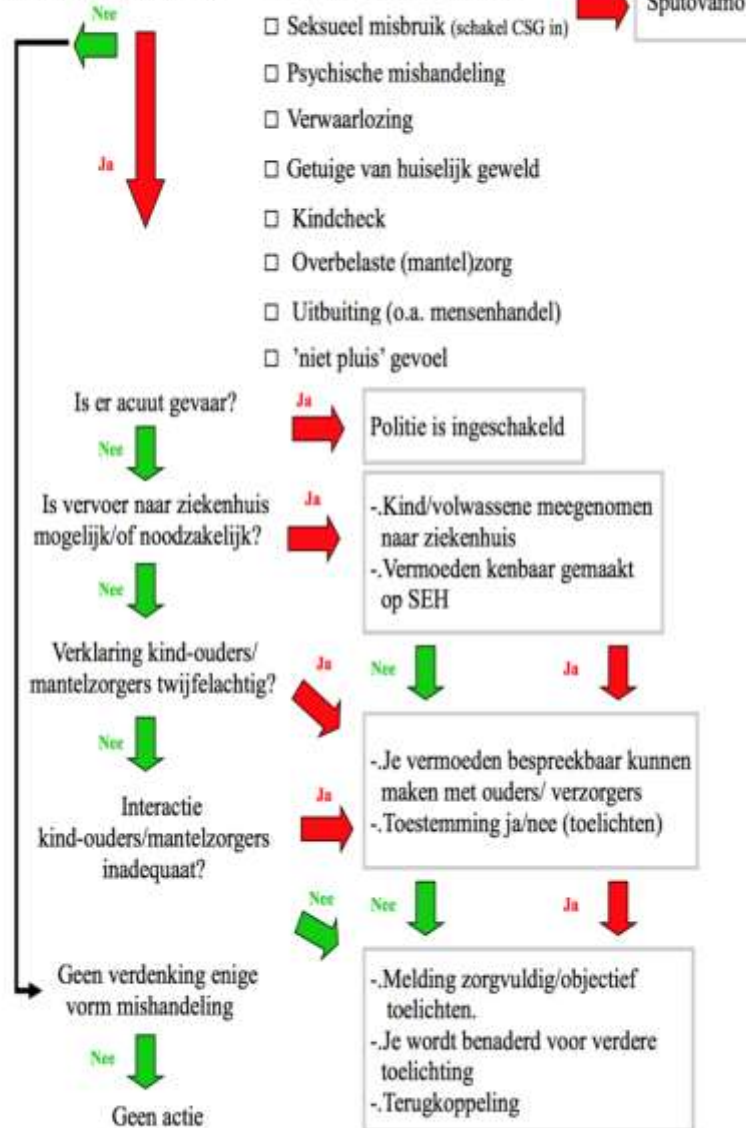 Nee
Sputovamo
□ Seksueel misbruik (schakel CSG in)
□ Psychische mishandeling
□ Verwaarlozing
Ja
□ Getuige van huiselijk geweld
□ Kindcheck
□ Overbelaste (mantel)zorg
□ Uitbuiting (o.a. mensenhandel)
□ 'niet pluis' gevoel
Is er acuut gevaar?
Ja
Politie is ingeschakeld
Nee
Is vervoer naar ziekenhuis
mogelijk/of noodzakelijk?
Ja
-.Kind/volwassene meegenomen
naar ziekenhuis
-.Vermoeden kenbaar gemaakt
op SEH
Nee
Verklaring kind-ouders/
mantelzorgers twijfelachtig?
Ja
Nee
Ja
Nee
-.Je vermoeden bespreekbaar kunnen
maken met ouders/ verzorgers
-.Toestemming ja/nee (toelichten)
Interactie
kind-ouders/mantelzorgers
inadequaat?
Ja
Nee
Nee
Ja
Geen verdenking enige
vorm mishandeling
-.Melding zorgvuldig/objectief
toelichten.
-.Je wordt benaderd voor verdere
toelichting
-.Terugkoppeling
Nee
Geen actie